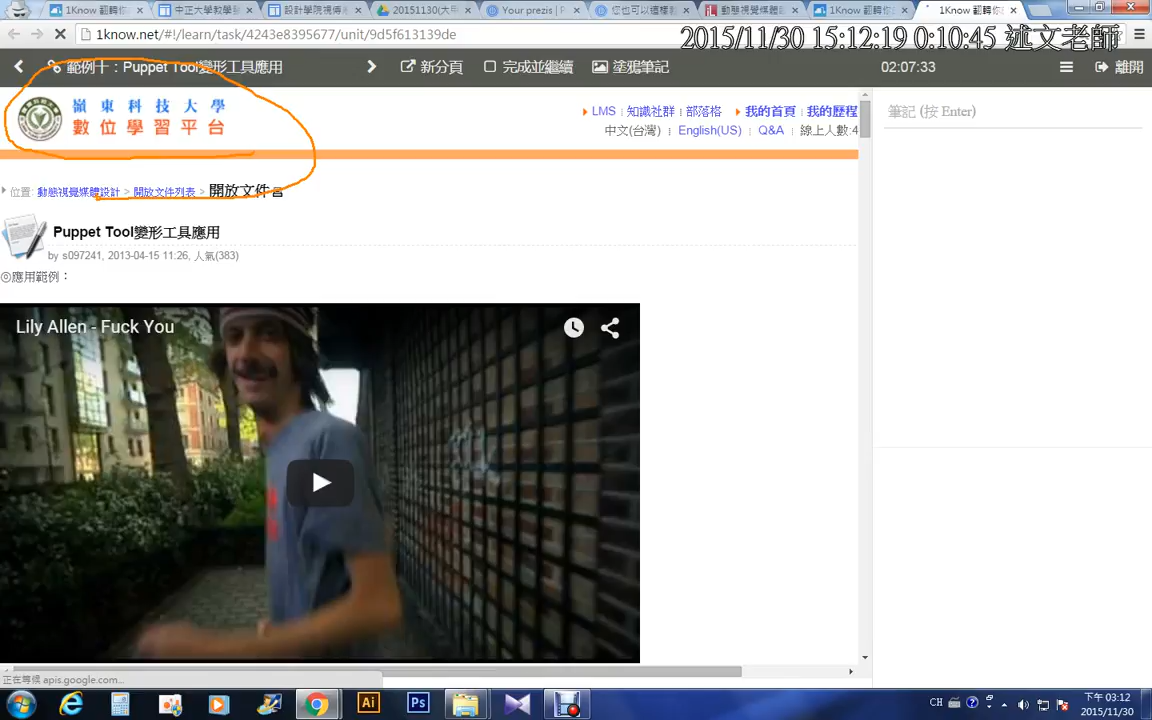 1Know 翻轉你
中正大學教學
設計學院視傳
20151130(大甲
Your prezis | P
您也可以這樣
動態視覺媒體
1Know 翻轉你
1Know 翻轉你
1know.net/#!/learn/task/4243e8395677/unit/9d5f613139de
2015/11/30 15:12:19 0:10:45 述文老師
範例十：Puppet Tool變形工具應用
新分頁
完成並繼續
塗鴉筆記
02:07:33
離開
嶺東科技大學
數位學習平台
LMS | 知識社群 | 部落格
我的首頁 | 我的歷程
中文(台灣) | English(US) | Q&A | 線上人數:4
筆記 (按 Enter)
位置: 動態視覺媒體設計 > 開放文件列表 > 開放文件
Puppet Tool變形工具應用
by s097241, 2013-04-15 11:26, 人氣(383)
◎應用範例：
Lily Allen - Fuck You
正在等候 apis.google.com...
Ai
Ps
CH
下午 03:12
2015/11/30